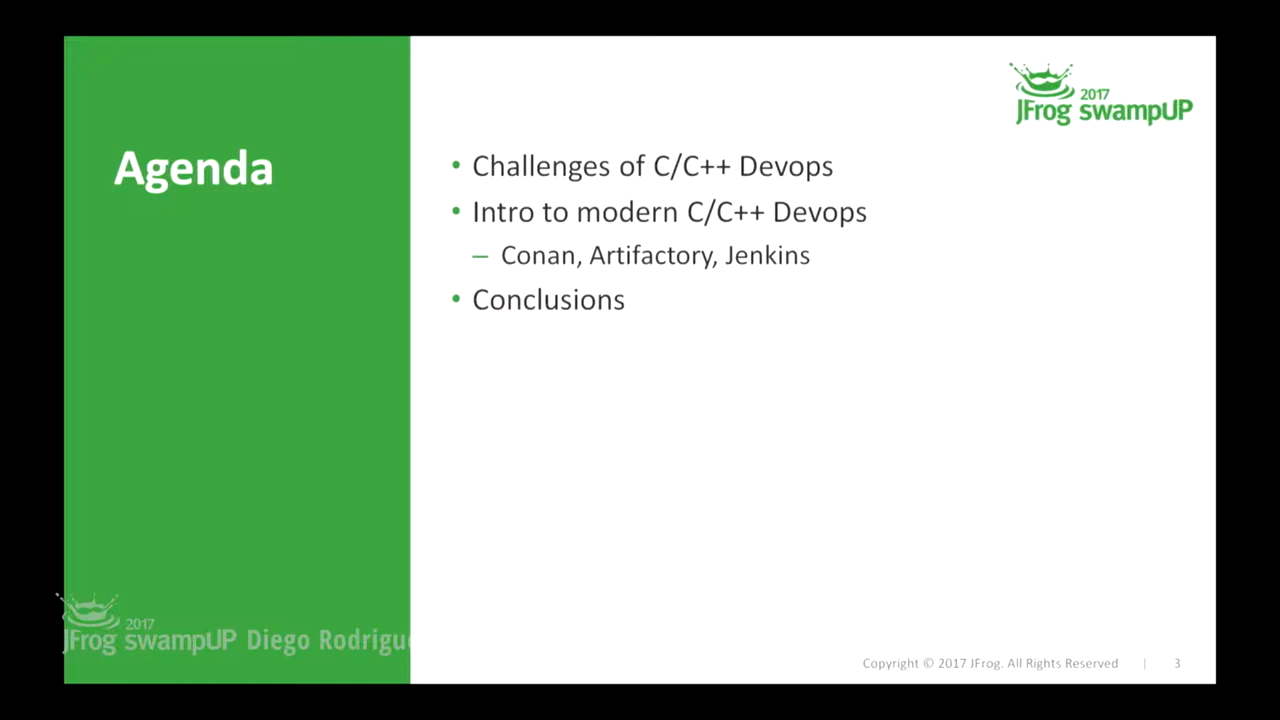 2017
JFrog swampUP
Agenda
• Challenges of C/C++ Devops
• Intro to modern C/C++ Devops
– Conan, Artifactory, Jenkins
• Conclusions
2017
JFrog swampUP Diego
Copyright © 2017 JFrog. All Rights Reserved | 3